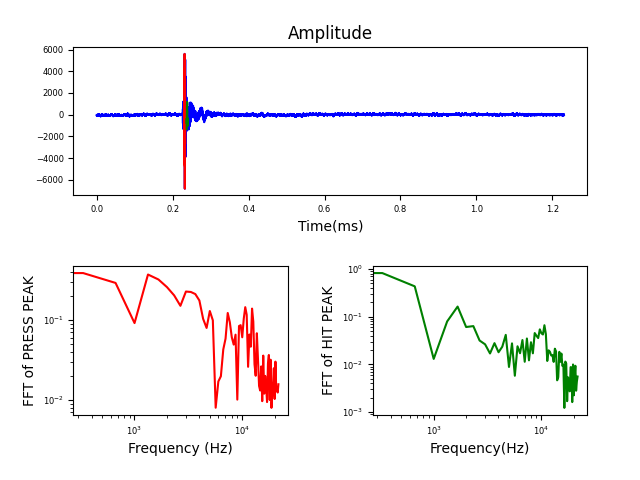 Amplitude
6000
4000
2000
0
−2000
−4000
−6000
0.0 0.2 0.4 0.6 0.8 1.0 1.2
Time(ms)
FFT of PRESS PEAK
10⁻¹
10⁻²
10³ 10⁴
Frequency (Hz)
FFT of HIT PEAK
10⁰
10⁻¹
10⁻²
10⁻³
10³ 10⁴
Frequency(Hz)